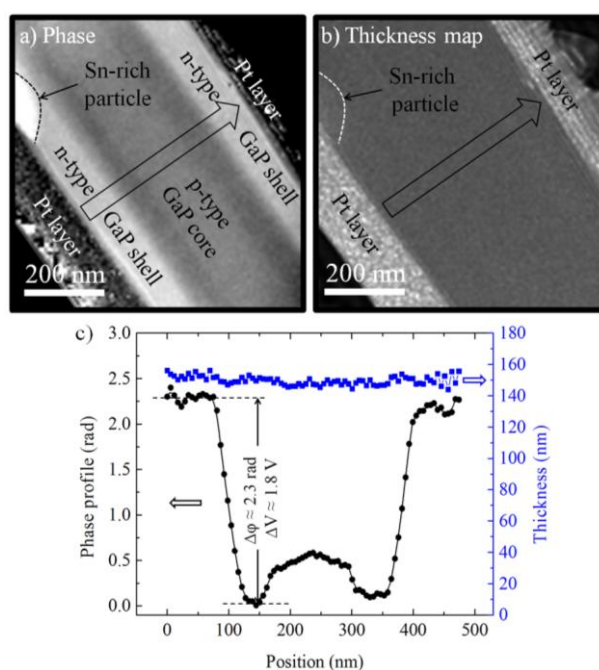 a) Phase
Sn-rich
particle
n-type
GaP shell
p-type
GaP core
n-type
GaP shell
Pt layer
Pt layer
200 nm
b) Thickness map
Sn-rich
particle
Pt layer
Pt layer
200 nm
c)
Phase profile (rad)
3.0
2.5
2.0
1.5
1.0
0.5
0.0
Δφ ≈ 2.3 rad
ΔV ≈ 1.8 V
180
160
140
120
100
80
60
40
20
0
Thickness (nm)
0 100 200 300 400 500
Position (nm)